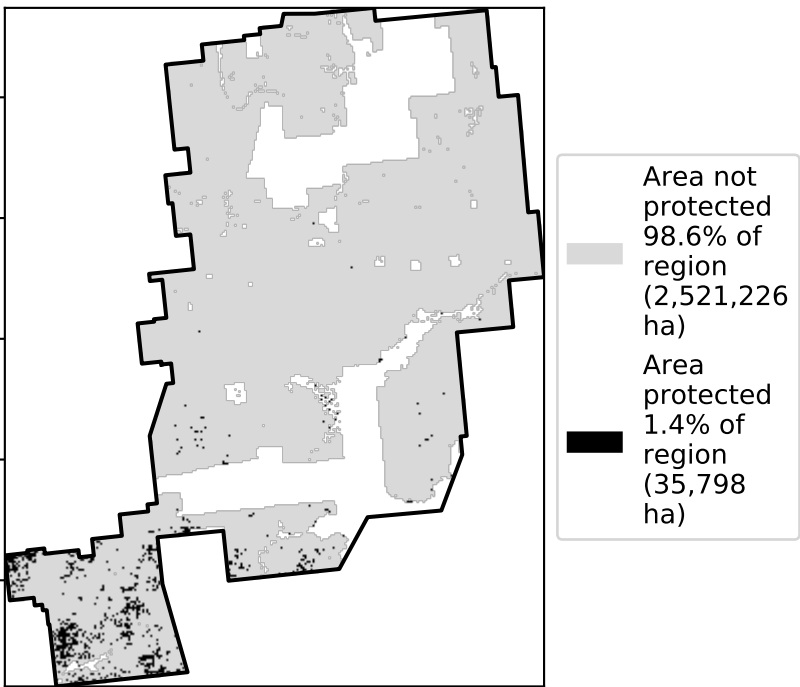 Area not
protected
98.6% of
region
(2,521,226
ha)
Area
protected
1.4% of
region
(35,798
ha)